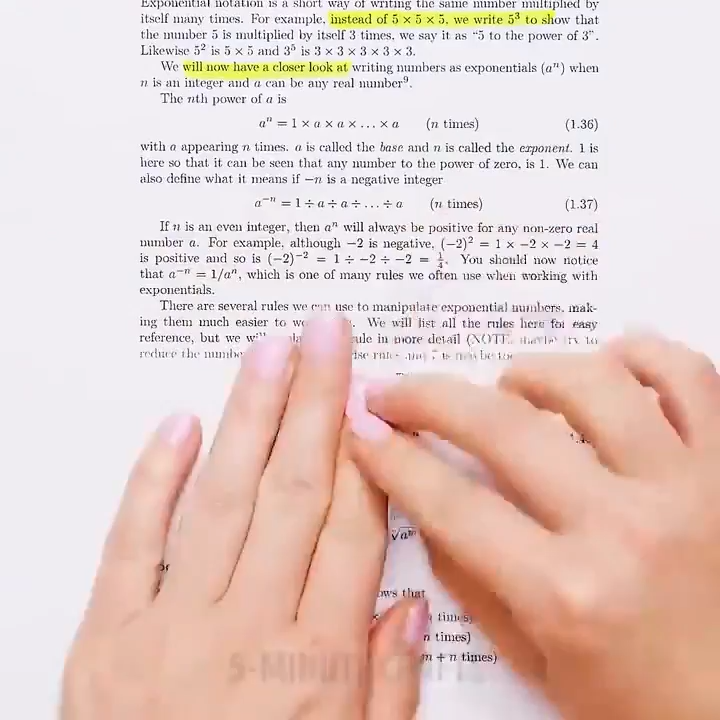 Exponential notation is a short way of writing the same number multiplied by
itself many times. For example, instead of 5 × 5 × 5, we write 5³ to show that
the number 5 is multiplied by itself 3 times, we say it as “5 to the power of 3”.
Likewise 5² is 5 × 5 and 3⁵ is 3 × 3 × 3 × 3 × 3.
We will now have a closer look at writing numbers as exponentials (aⁿ) when
n is an integer and a can be any real number⁹.
The nth power of a is
aⁿ = 1 × a × a × … × a (n times) (1.36)
with a appearing n times. a is called the base and n is called the exponent. 1 is
here so that it can be seen that any number to the power of zero, is 1. We can
also define what it means if −n is a negative integer
a⁻ⁿ = 1 ÷ a ÷ a ÷ … ÷ a (n times) (1.37)
If n is an even integer, then aⁿ will always be positive for any non-zero real
number a. For example, although −2 is negative, (−2)² = 1 × −2 × −2 = 4
is positive and so is (−2)⁻² = 1 ÷ −2 ÷ −2 = 1/4. You should now notice
that a⁻ⁿ = 1/aⁿ, which is one of many rules we often use when working with
exponentials.
There are several rules we can use to manipulate exponential numbers, mak-
ing them much easier to We will list all the rules here for easy
reference, but we rule in more detail (NOTE: maybe try to
reduce the
that
times)
n times)
m + n times)
5-MINUTE